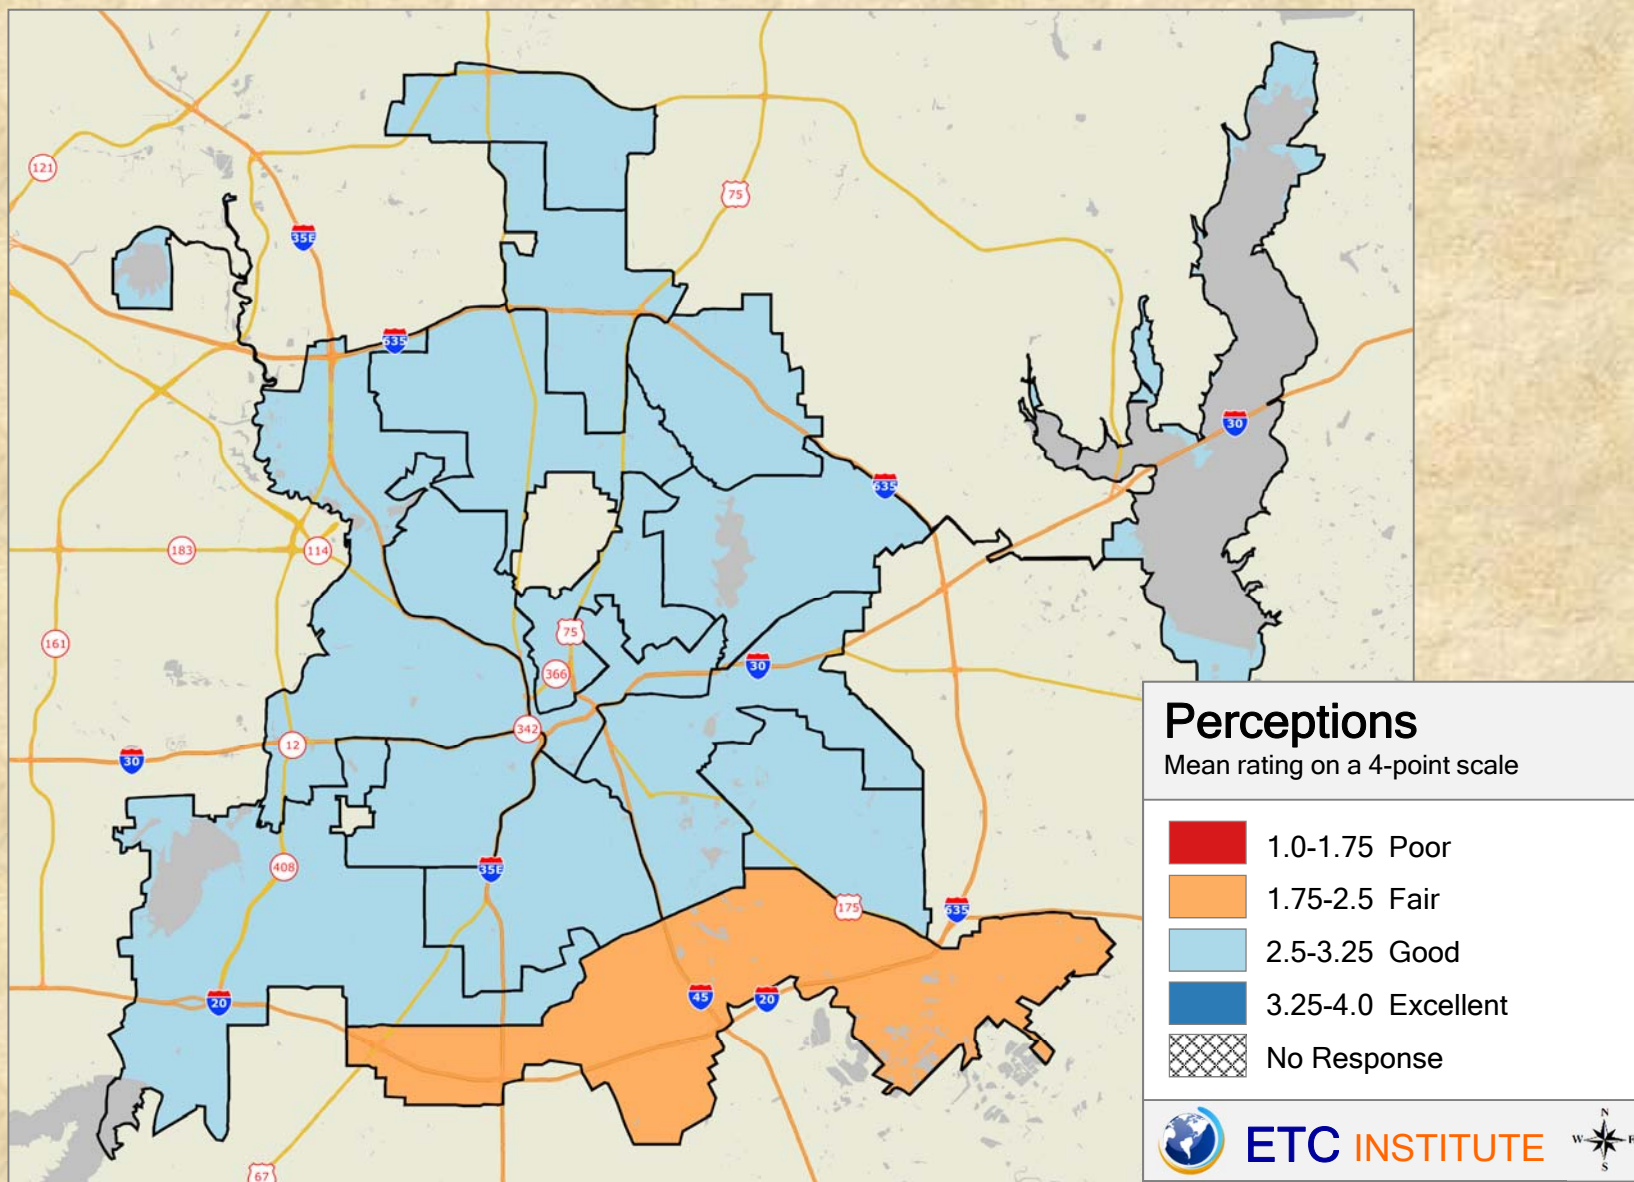 121
75
35E
635
30
635
183
114
161
75
366
30
342
12
30
408
35E
175
635
20
45
20
67
Perceptions
Mean rating on a 4-point scale
1.0-1.75 Poor
1.75-2.5 Fair
2.5-3.25 Good
3.25-4.0 Excellent
No Response
ETC INSTITUTE
N
W E
S